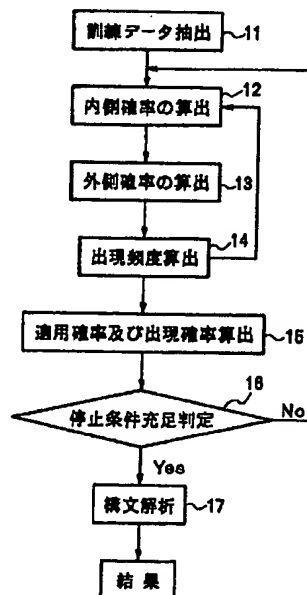 訓練データ抽出 11
内側確率の算出 12
外側確率の算出 13
出現頻度算出 14
適用確率及び出現確率算出 15
停止条件充足判定 16
No
Yes
構文解析 17
結果